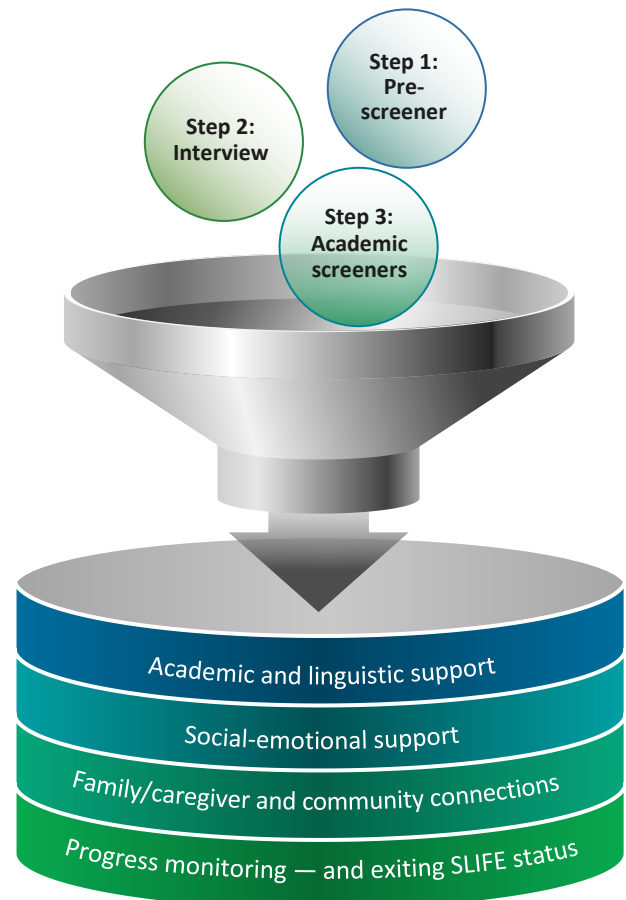 Step 1:
Pre-
screener
Step 2:
Interview
Step 3:
Academic
screeners
Academic and linguistic support
Social-emotional support
Family/caregiver and community connections
Progress monitoring — and exiting SLIFE status